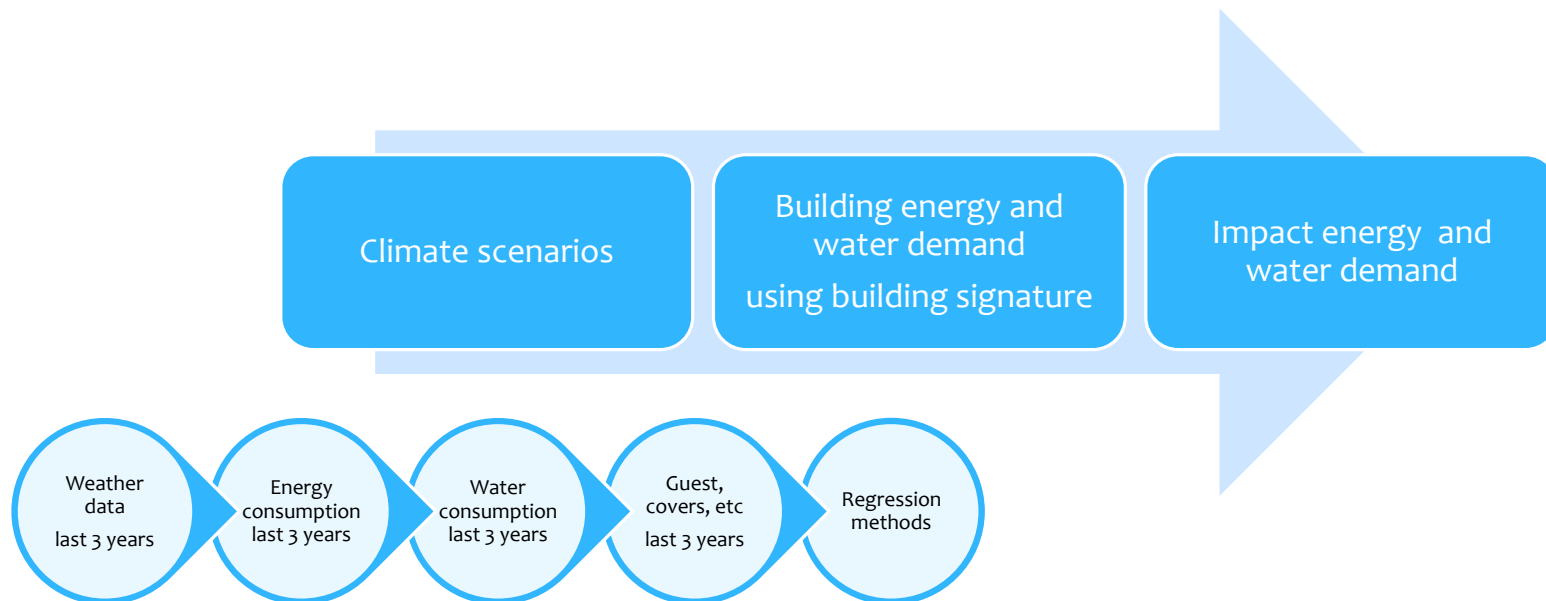 Climate scenarios
Building energy and
water demand
using building signature
Impact energy  and
water demand
Weather
data
last 3 years
Energy
consumption
last 3 years
Water
consumption
last 3 years
Guest,
covers, etc
last 3 years
Regression
methods